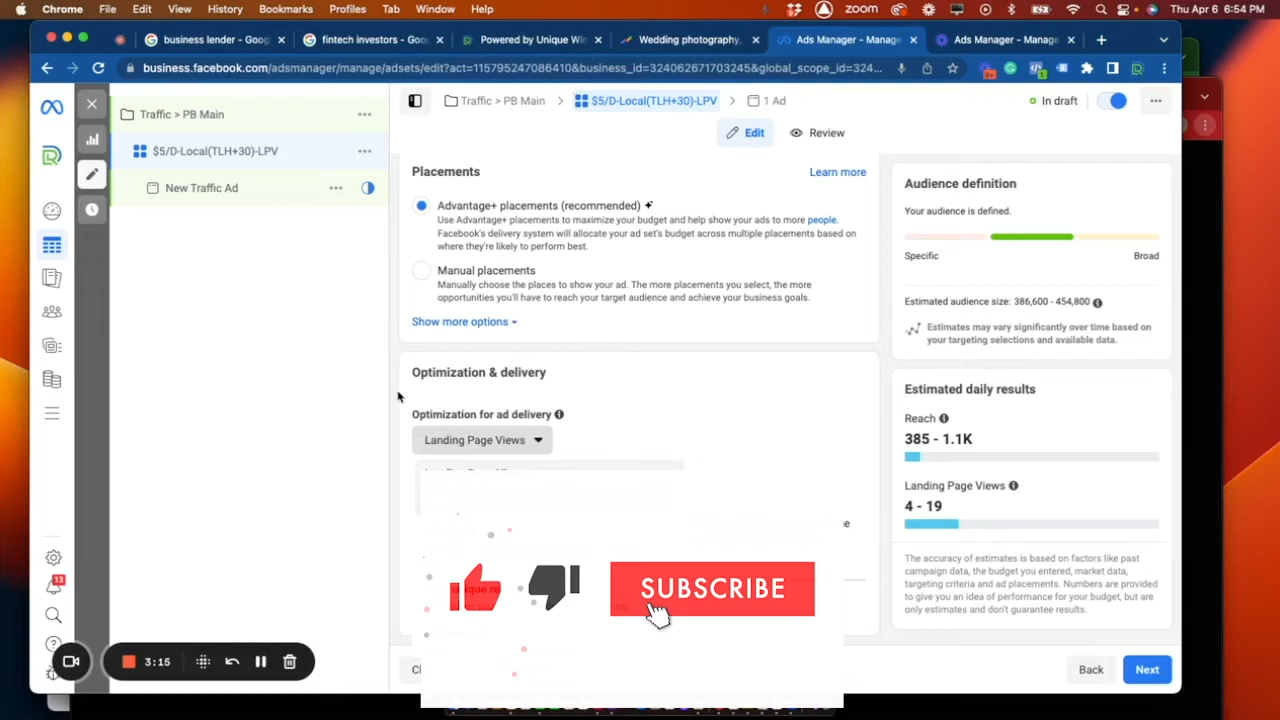 Chrome File Edit View History Bookmarks Profiles Tab Window Help zoom Thu Apr 6 6:54 PM
business lender - Goog fintech investors - Goo Powered by Unique Wi Wedding photography, Ads Manager - Manage Ads Manager - Manage
business.facebook.com/adsmanager/manage/adsets/edit?act=115795247086410&business_id=324062671703245&global_scope_id=324...
Traffic > PB Main
$5/D-Local(TLH+30)-LPV
New Traffic Ad
13
3:15
Traffic > PB Main > $5/D-Local(TLH+30)-LPV > 1 Ad
In draft
Edit Review
Placements
Learn more
Advantage+ placements (recommended)
Use Advantage+ placements to maximize your budget and help show your ads to more people.
Facebook's delivery system will allocate your ad set's budget across multiple placements based on
where they're likely to perform best.
Manual placements
Manually choose the places to show your ad. The more placements you select, the more
opportunities you'll have to reach your target audience and achieve your business goals.
Show more options
Optimization & delivery
Optimization for ad delivery
Landing Page Views
SUBSCRIBE
Audience definition
Your audience is defined.
Specific Broad
Estimated audience size: 386,600 - 454,800
Estimates may vary significantly over time based on
your targeting selections and available data.
Estimated daily results
Reach
385 - 1.1K
Landing Page Views
4 - 19
The accuracy of estimates is based on factors like past
campaign data, the budget you entered, market data,
targeting criteria and ad placements. Numbers are provided
to give you an idea of performance for your budget, but are
only estimates and don't guarantee results.
Back Next